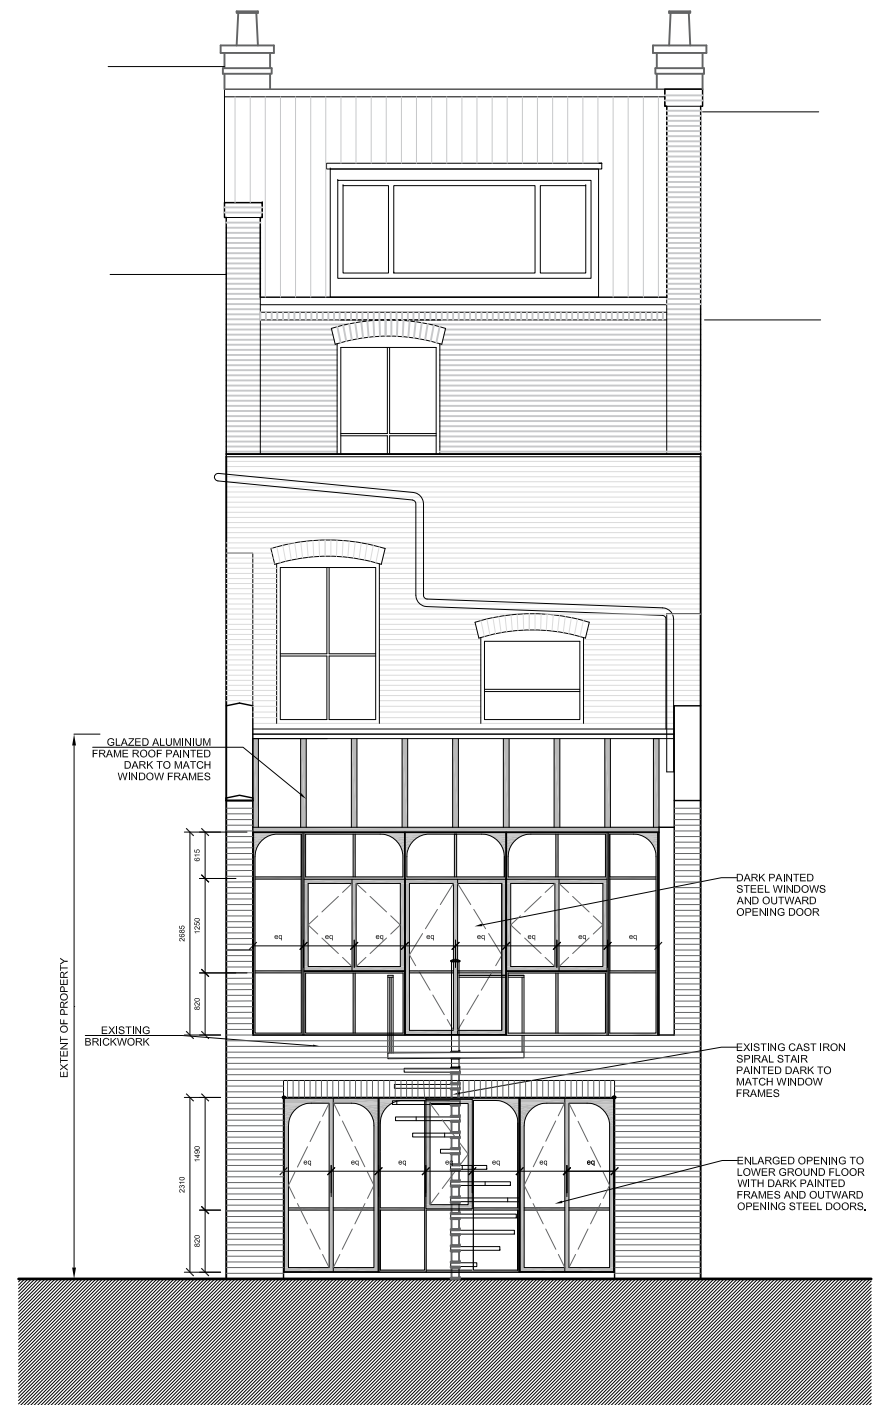 GLAZED ALUMINIUM
FRAME ROOF PAINTED
DARK TO MATCH
WINDOW FRAMES
615
1250
2685
820
DARK PAINTED
STEEL WINDOWS
AND OUTWARD
OPENING DOOR
eq
eq
eq
eq
eq
eq
eq
eq
EXTENT OF PROPERTY
EXISTING
BRICKWORK
EXISTING CAST IRON
SPIRAL STAIR
PAINTED DARK TO
MATCH WINDOW
FRAMES
1490
2310
820
eq
eq
eq
eq
eq
eq
eq
ENLARGED OPENING TO
LOWER GROUND FLOOR
WITH DARK PAINTED
FRAMES AND OUTWARD
OPENING STEEL DOORS.